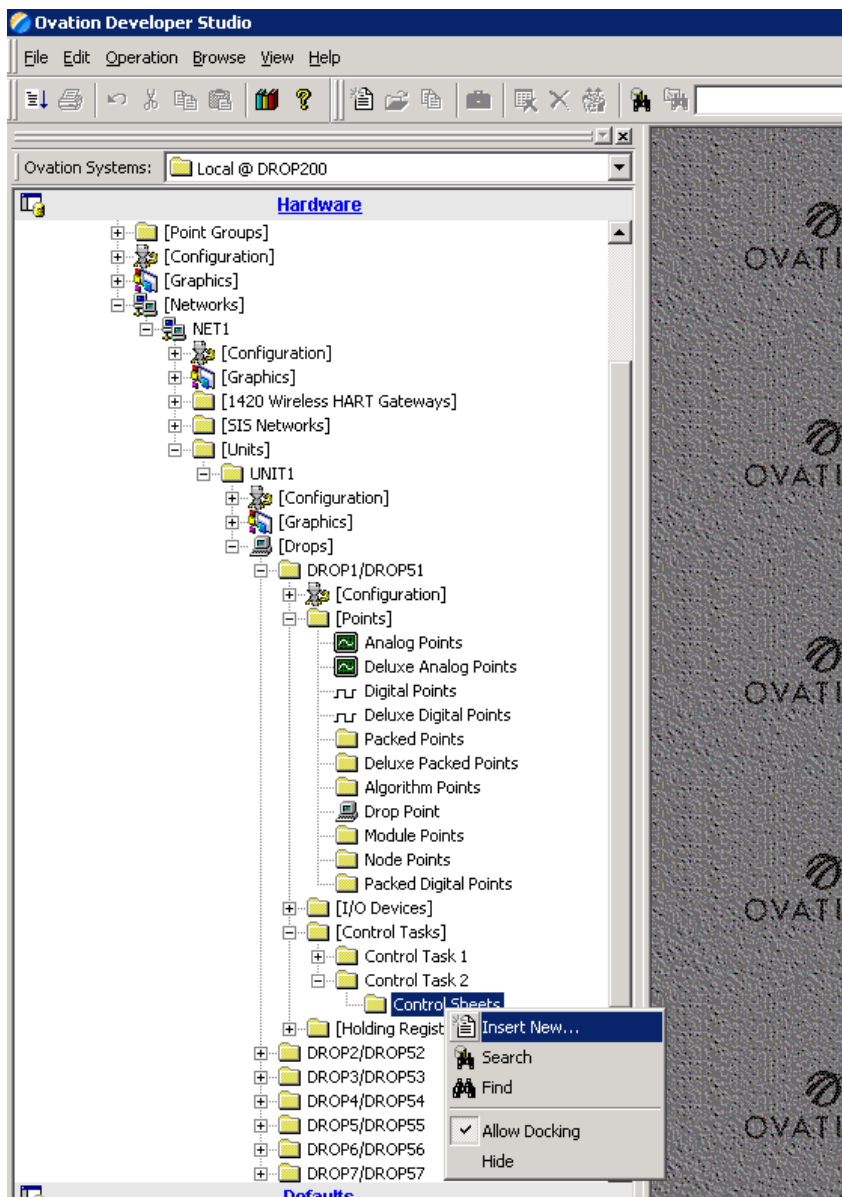 Ovation Developer Studio
File Edit Operation Browse View Help
Ovation Systems: Local @ DROP200
Hardware
[Point Groups]
[Configuration]
[Graphics]
[Networks]
NET1
[Configuration]
[Graphics]
[1420 Wireless HART Gateways]
[SIS Networks]
[Units]
UNIT1
[Configuration]
[Graphics]
[Drops]
DROP1/DROP51
[Configuration]
[Points]
Analog Points
Deluxe Analog Points
Digital Points
Deluxe Digital Points
Packed Points
Deluxe Packed Points
Algorithm Points
Drop Point
Module Points
Node Points
Packed Digital Points
[I/O Devices]
[Control Tasks]
Control Task 1
Control Task 2
Control Sheets
[Holding Regist
DROP2/DROP52
DROP3/DROP53
DROP4/DROP54
DROP5/DROP55
DROP6/DROP56
DROP7/DROP57
Defaults
Insert New...
Search
Find
Allow Docking
Hide
OVATI
OVATI
OVATI
OVATI
OVATI